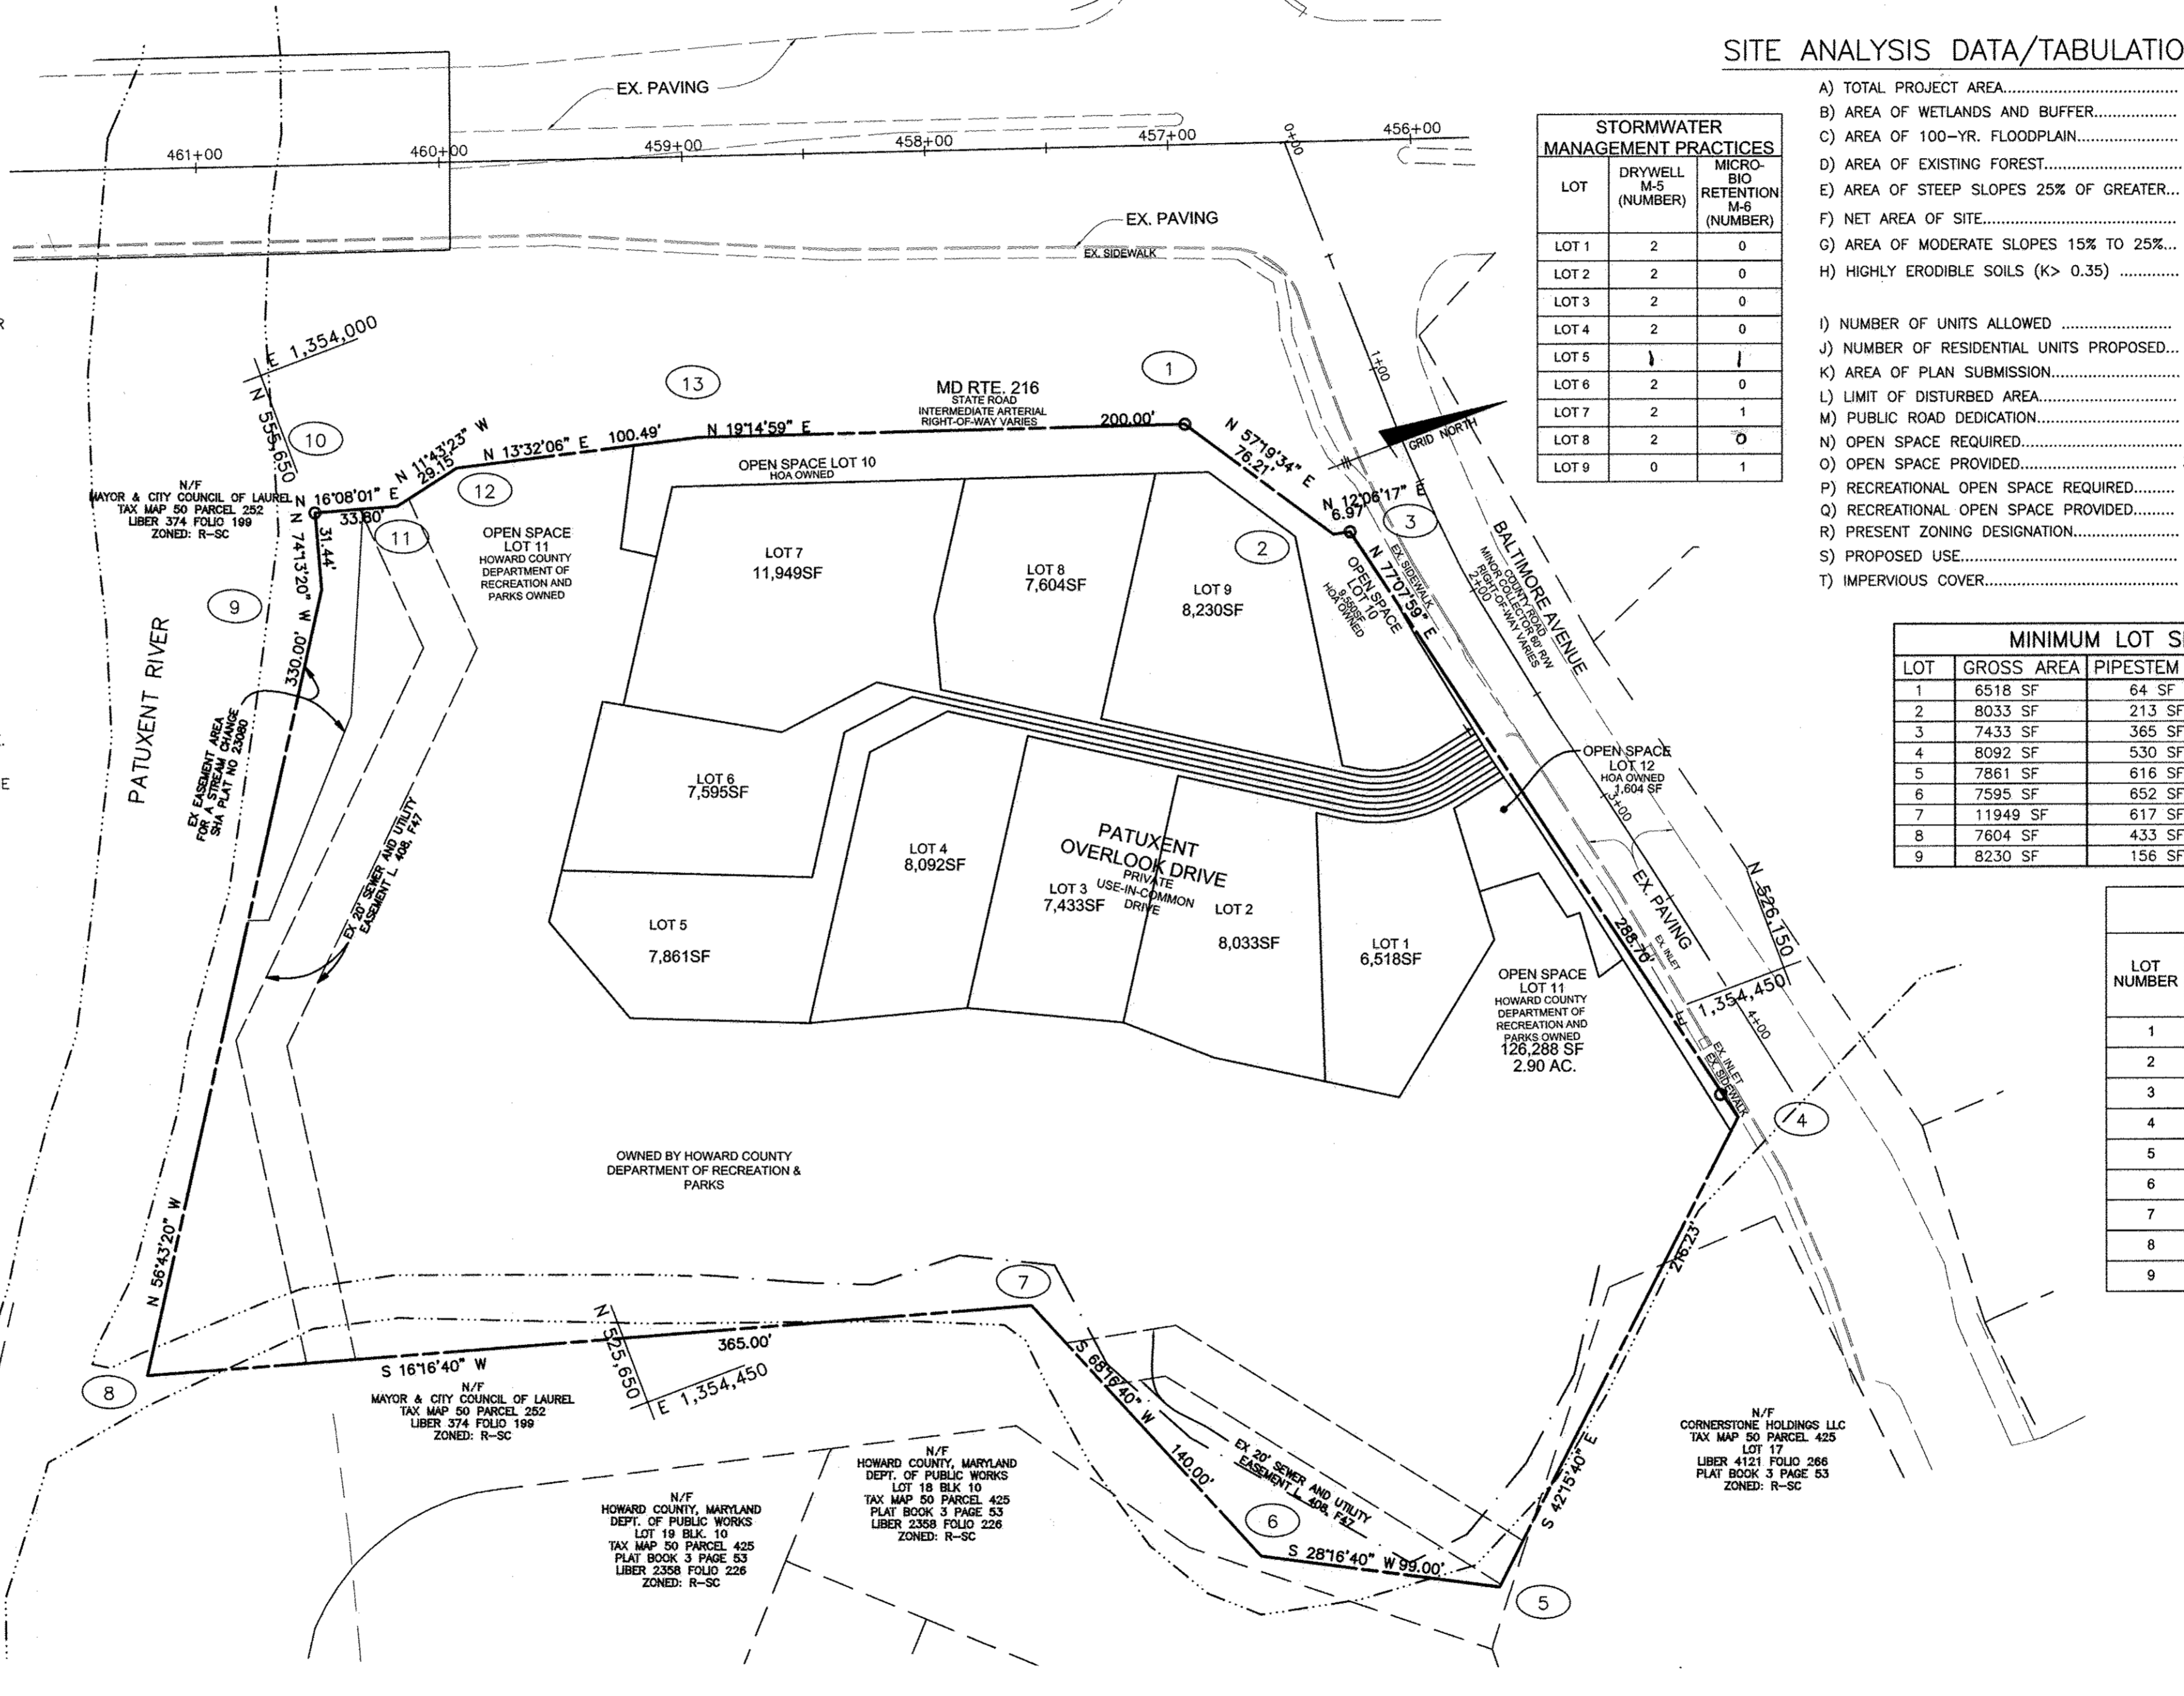 SITE ANALYSIS DATA/TABULATIO
A) TOTAL PROJECT AREA
B) AREA OF WETLANDS AND BUFFER
C) AREA OF 100-YR. FLOODPLAIN
D) AREA OF EXISTING FOREST
E) AREA OF STEEP SLOPES 25% OF GREATER...
F) NET AREA OF SITE
G) AREA OF MODERATE SLOPES 15% TO 25%...
H) HIGHLY ERODIBLE SOILS (K> 0.35)
I) NUMBER OF UNITS ALLOWED
J) NUMBER OF RESIDENTIAL UNITS PROPOSED...
K) AREA OF PLAN SUBMISSION
L) LIMIT OF DISTURBED AREA
M) PUBLIC ROAD DEDICATION
N) OPEN SPACE REQUIRED
O) OPEN SPACE PROVIDED
P) RECREATIONAL OPEN SPACE REQUIRED
Q) RECREATIONAL OPEN SPACE PROVIDED
R) PRESENT ZONING DESIGNATION
S) PROPOSED USE
T) IMPERVIOUS COVER
STORMWATER
MANAGEMENT PRACTICES
LOT
DRYWELL
M-5
(NUMBER)
MICRO-
BIO
RETENTION
M-6
(NUMBER)
LOT 1 2 0
LOT 2 2 0
LOT 3 2 0
LOT 4 2 0
LOT 5 1 1
LOT 6 2 0
LOT 7 2 1
LOT 8 2 0
LOT 9 0 1
MINIMUM LOT S
LOT GROSS AREA PIPESTEM
1 6518 SF 64 SF
2 8033 SF 213 SF
3 7433 SF 365 SF
4 8092 SF 530 SF
5 7861 SF 616 SF
6 7595 SF 652 SF
7 11949 SF 617 SF
8 7604 SF 433 SF
9 8230 SF 156 SF
LOT
NUMBER
1
2
3
4
5
6
7
8
9
EX. PAVING
461+00
460+00
459+00
458+00
457+00
0+00
456+00
EX. PAVING
EX. SIDEWALK
E 1,354,000
N 555,650
10
13
1
MD RTE. 216
STATE ROAD
INTERMEDIATE ARTERIAL
RIGHT-OF-WAY VARIES
200.00'
1+00
GRID NORTH
N 16°08'01" E
33.80'
N 11°43'23" W
29.15'
N 13°32'06" E 100.49'
N 19°14'59" E
N 57°19'34" E
76.21'
N 12°06'17" E
6.97'
3
2
12
11
9
N/F
MAYOR & CITY COUNCIL OF LAUREL
TAX MAP 50 PARCEL 252
LIBER 374 FOLIO 199
ZONED: R-SC
N 74°13'20" W
31.44'
OPEN SPACE LOT 10
HOA OWNED
OPEN SPACE
LOT 11
HOWARD COUNTY
DEPARTMENT OF
RECREATION AND
PARKS OWNED
LOT 7
11,949SF
LOT 8
7,604SF
LOT 9
8,230SF
OPEN SPACE
LOT 10
9,560SF
HOA OWNED
N 77°07'59" E
EX. SIDEWALK
BALTIMORE AVENUE
COUNTY ROAD
MINOR COLLECTOR 60' R/W
RIGHT-OF-WAY VARIES
2+00
PATUXENT RIVER
330.00'
EX EASEMENT AREA
FOR A STREAM CHANGE
SHA PLAT NO 23080
EX 20' SEWER AND UTILITY
EASEMENT L. 408, F47
LOT 6
7,595SF
LOT 5
7,861SF
LOT 4
8,092SF
PATUXENT
OVERLOOK DRIVE
PRIVATE
USE-IN-COMMON
DRIVE
LOT 3
7,433SF
LOT 2
8,033SF
LOT 1
6,518SF
OPEN SPACE
LOT 12
HOA OWNED
1,604 SF
3+00
EX. PAVING
N 526,150
288.76'
EX. INLET
E 1,354,450
4+00
EX. INLET
EX. SIDEWALK
4
OPEN SPACE
LOT 11
HOWARD COUNTY
DEPARTMENT OF
RECREATION AND
PARKS OWNED
126,288 SF
2.90 AC.
OWNED BY HOWARD COUNTY
DEPARTMENT OF RECREATION &
PARKS
N 56°43'20" W
8
S 16°16'40" W
365.00'
7
N 525,650
E 1,354,450
N/F
MAYOR & CITY COUNCIL OF LAUREL
TAX MAP 50 PARCEL 252
LIBER 374 FOLIO 199
ZONED: R-SC
S 68°16'40" W
140.00'
EX 20' SEWER AND UTILITY
EASEMENT L. 408, F47
6
S 28°16'40" W 99.00'
5
216.23'
S 42°15'40" E
N/F
HOWARD COUNTY, MARYLAND
DEPT. OF PUBLIC WORKS
LOT 19 BLK. 10
TAX MAP 50 PARCEL 425
PLAT BOOK 3 PAGE 53
LIBER 2358 FOLIO 226
ZONED: R-SC
N/F
HOWARD COUNTY, MARYLAND
DEPT. OF PUBLIC WORKS
LOT 18 BLK 10
TAX MAP 50 PARCEL 425
PLAT BOOK 3 PAGE 53
LIBER 2358 FOLIO 226
ZONED: R-SC
N/F
CORNERSTONE HOLDINGS LLC
TAX MAP 50 PARCEL 425
LOT 17
LIBER 4121 FOLIO 266
PLAT BOOK 3 PAGE 53
ZONED: R-SC